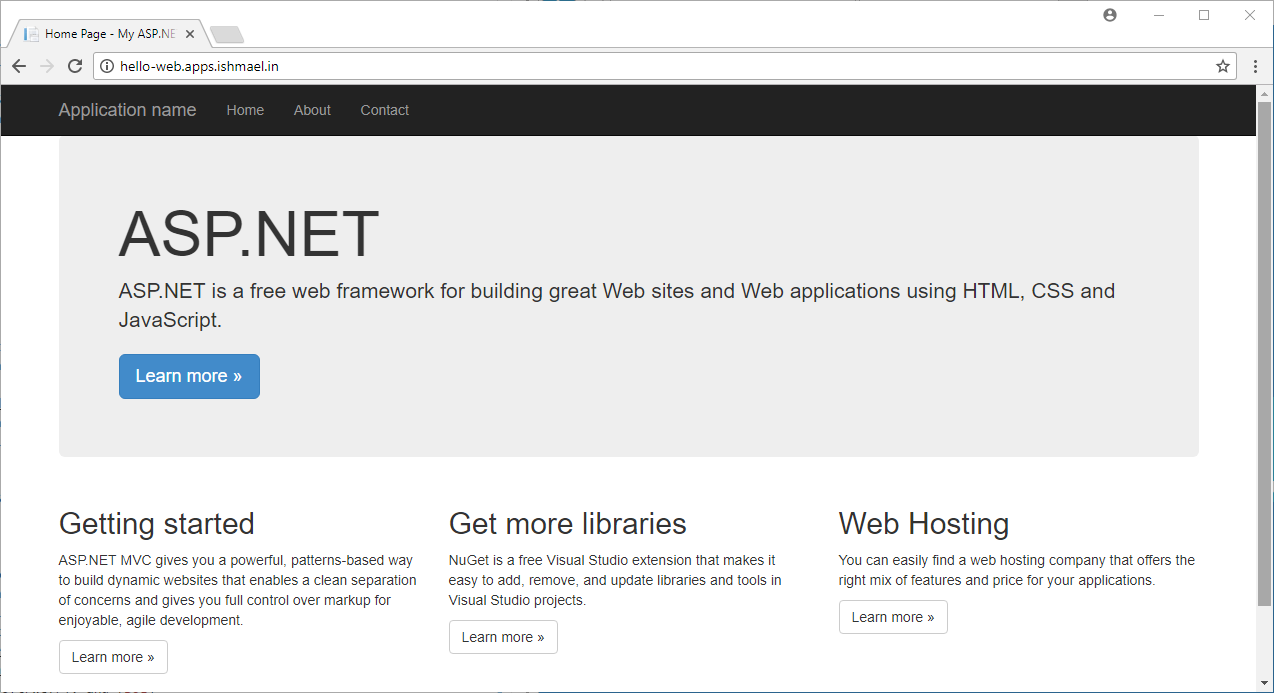 Home Page - My ASP.NE
hello-web.apps.ishmael.in
Application name Home About Contact
ASP.NET
ASP.NET is a free web framework for building great Web sites and Web applications using HTML, CSS and
JavaScript.
Learn more »
Getting started
ASP.NET MVC gives you a powerful, patterns-based way
to build dynamic websites that enables a clean separation
of concerns and gives you full control over markup for
enjoyable, agile development.
Learn more »
Get more libraries
NuGet is a free Visual Studio extension that makes it
easy to add, remove, and update libraries and tools in
Visual Studio projects.
Learn more »
Web Hosting
You can easily find a web hosting company that offers the
right mix of features and price for your applications.
Learn more »